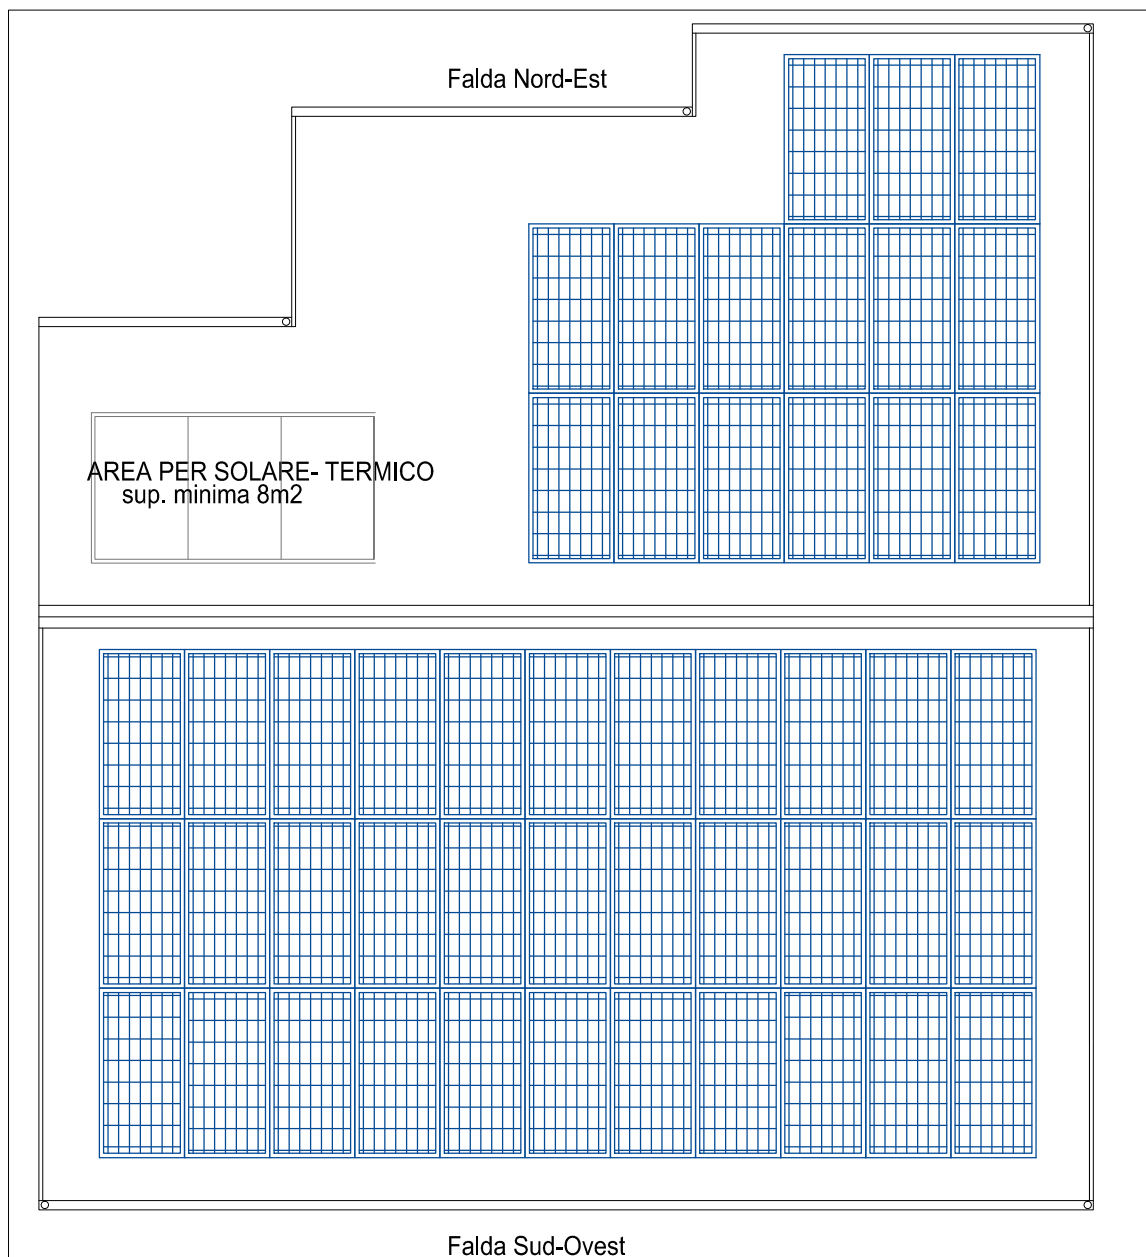 Falda Nord-Est
AREA PER SOLARE- TERMICO
sup. minima 8m2
Falda Sud-Ovest